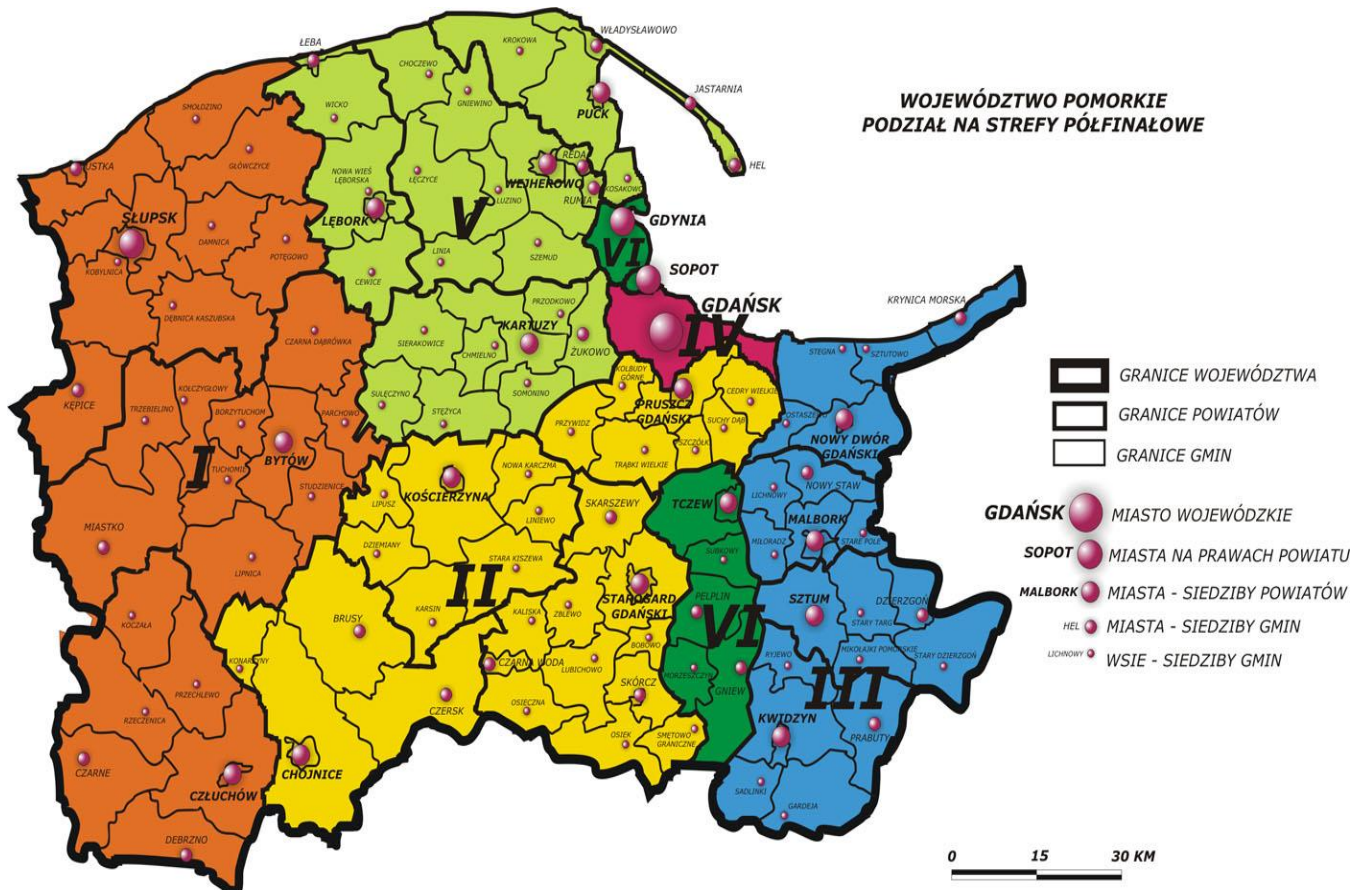 WOJEWÓDZTWO POMORKIE
PODZIAŁ NA STREFY PÓŁFINAŁOWE
ŁEBA
WŁADYSŁAWOWO
KROKOWA
CHOCZEWO
GNIEWINO
JASTARNIA
PUCK
SMOŁDZINO
WICKO
HEL
USTKA
GŁÓWCZYCE
REDA
NOWA WIEŚ
LĘBORSKA
ŁĘCZYCE
WEJHEROWO
KOSAKOWO
LUZINO
RUMIA
SŁUPSK
LĘBORK
V
GDYNIA
DAMNICA
VI
POTĘGOWO
LINIA
SZEMUD
KOBYLNICA
CEWICE
SOPOT
KRYNICA MORSKA
DĘBNICA KASZUBSKA
PRZODKOWO
GDAŃSK
IV
CZARNA DĄBRÓWKA
SIERAKOWICE
KARTUZY
CHMIELNO
ŻUKOWO
STEGNA
SZTUTOWO
KOLBUDY
GÓRNE
KĘPICE
KOŁCZYGŁOWY
SULĘCZYNO
SOMONINO
PRUSZCZ
GDAŃSKI
CEDRY WIELKIE
TRZEBIELINO
BORZYTUCHOM
PARCHOWO
STĘŻYCA
PRZYWIDZ
SUCHY DĄB
OSTASZEWO
NOWY DWÓR
GDAŃSKI
I
BYTÓW
PSZCZÓŁKI
TRĄBKI WIELKIE
TUCHOMIE
NOWA KARCZMA
STUDZIENICE
LIPUSZ
KOŚCIERZYNA
SKARSZEWY
TCZEW
LICHNOWY
NOWY STAW
LINIEWO
MIASTKO
MALBORK
DZIEMIANY
MIŁORADZ
STARE POLE
LIPNICA
STARA KISZEWA
SUBKOWY
II
STAROGARD
GDAŃSKI
SZTUM
DZIERZGOŃ
KOCZAŁA
BRUSY
KARSIN
KALISKA
ZBLEWO
PELPLIN
VI
STARY TARG
KONARZYNY
BOBOWO
MIKOŁAJKI POMORSKIE
CZARNA WODA
LUBICHOWO
RYJEWO
STARY DZIERZGOŃ
PRZECHLEWO
MORZESZCZYN
GNIEW
III
RZECZENICA
CZERSK
OSIECZNA
SKÓRCZ
KWIDZYN
PRABUTY
SMĘTOWO
GRANICZNE
OSIEK
CZARNE
CHOJNICE
CZŁUCHÓW
SADLINKI
GARDEJA
DEBRZNO
GRANICE WOJEWÓDZTWA
GRANICE POWIATÓW
GRANICE GMIN
GDAŃSK MIASTO WOJEWÓDZKIE
SOPOT MIASTA NA PRAWACH POWIATU
MALBORK MIASTA - SIEDZIBY POWIATÓW
HEL MIASTA - SIEDZIBY GMIN
LICHNOWY WSIE - SIEDZIBY GMIN
0 15 30 KM